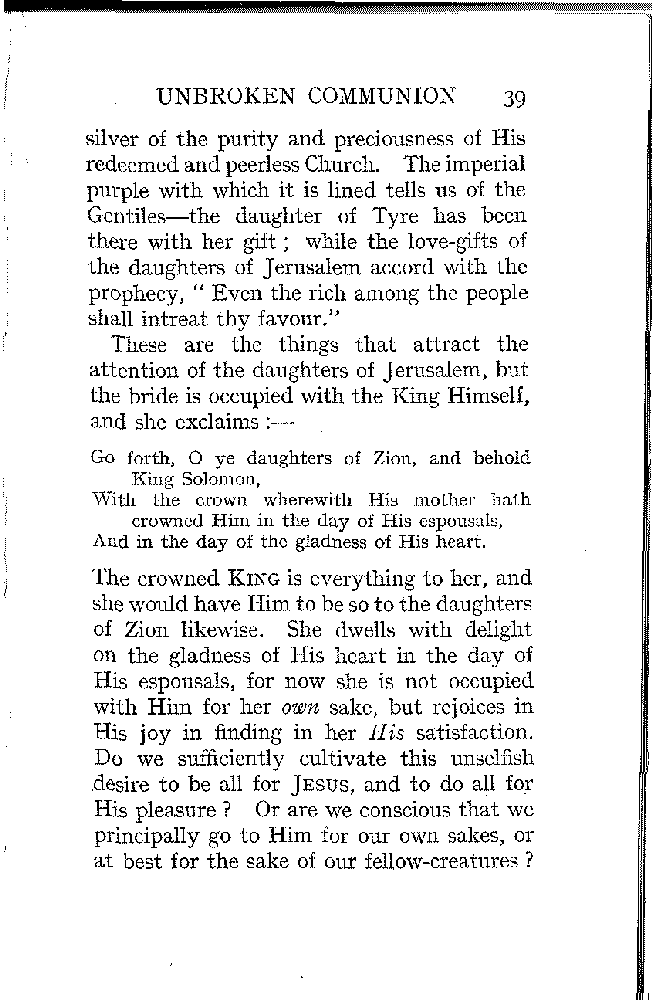 UNBROKEN COMMUNION 39
silver of the purity and preciousness of His
redeemed and peerless Church. The imperial
purple with which it is lined tells us of the
Gentiles—the daughter of Tyre has been
there with her gift ; while the love-gifts of
the daughters of Jerusalem accord with the
prophecy, “ Even the rich among the people
shall intreat thy favour.”
These are the things that attract the
attention of the daughters of Jerusalem, but
the bride is occupied with the King Himself,
and she exclaims :—
Go forth, O ye daughters of Zion, and behold
King Solomon,
With the crown wherewith His mother hath
crowned Him in the day of His espousals,
And in the day of the gladness of His heart.
The crowned KING is everything to her, and
she would have Him to be so to the daughters
of Zion likewise. She dwells with delight
on the gladness of His heart in the day of
His espousals, for now she is not occupied
with Him for her own sake, but rejoices in
His joy in finding in her His satisfaction.
Do we sufficiently cultivate this unselfish
desire to be all for JESUS, and to do all for
His pleasure ? Or are we conscious that we
principally go to Him for our own sakes, or
at best for the sake of our fellow-creatures ?